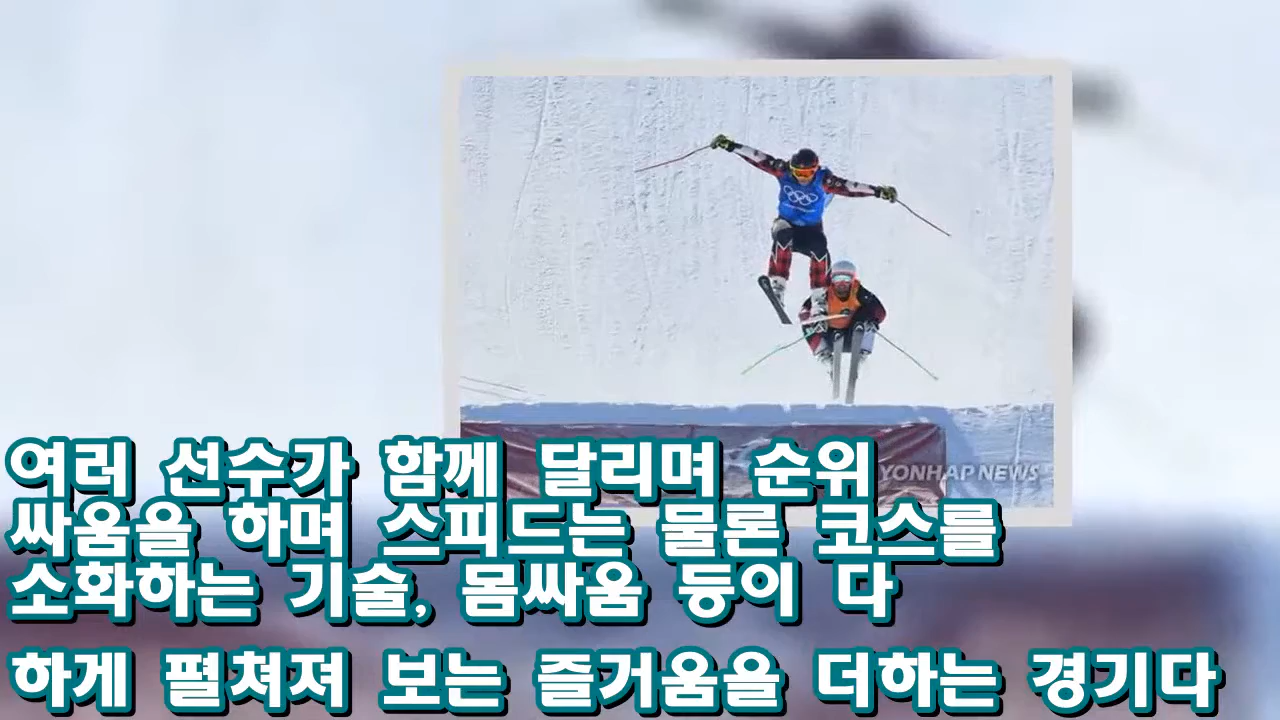 YONHAP NEWS
여러 선수가 함께 달리며 순위
싸움을 하며 스피드는 물론 코스를
소화하는 기술, 몸싸움 등이 다
하게 펼쳐져 보는 즐거움을 더하는 경기다